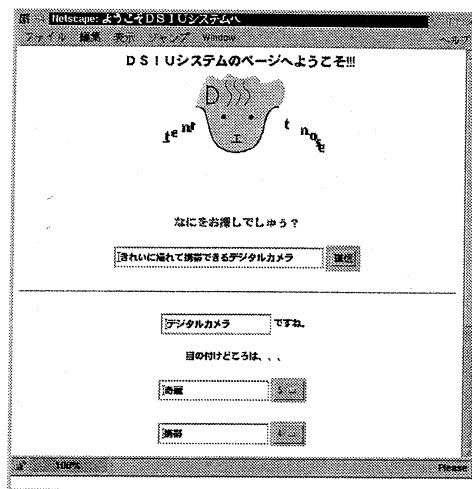 Netscape: ようこそDSIUシステムへ
ファイル 編集 表示 ジャンプ Window ヘルプ
DSIUシステムのページへようこそ!!!
なにをお探しでしゅう?
きれいに撮れて携帯できるデジタルカメラ 送信
デジタルカメラ ですね。
目の付けどころは、、、
奇麗
携帯
100% Please